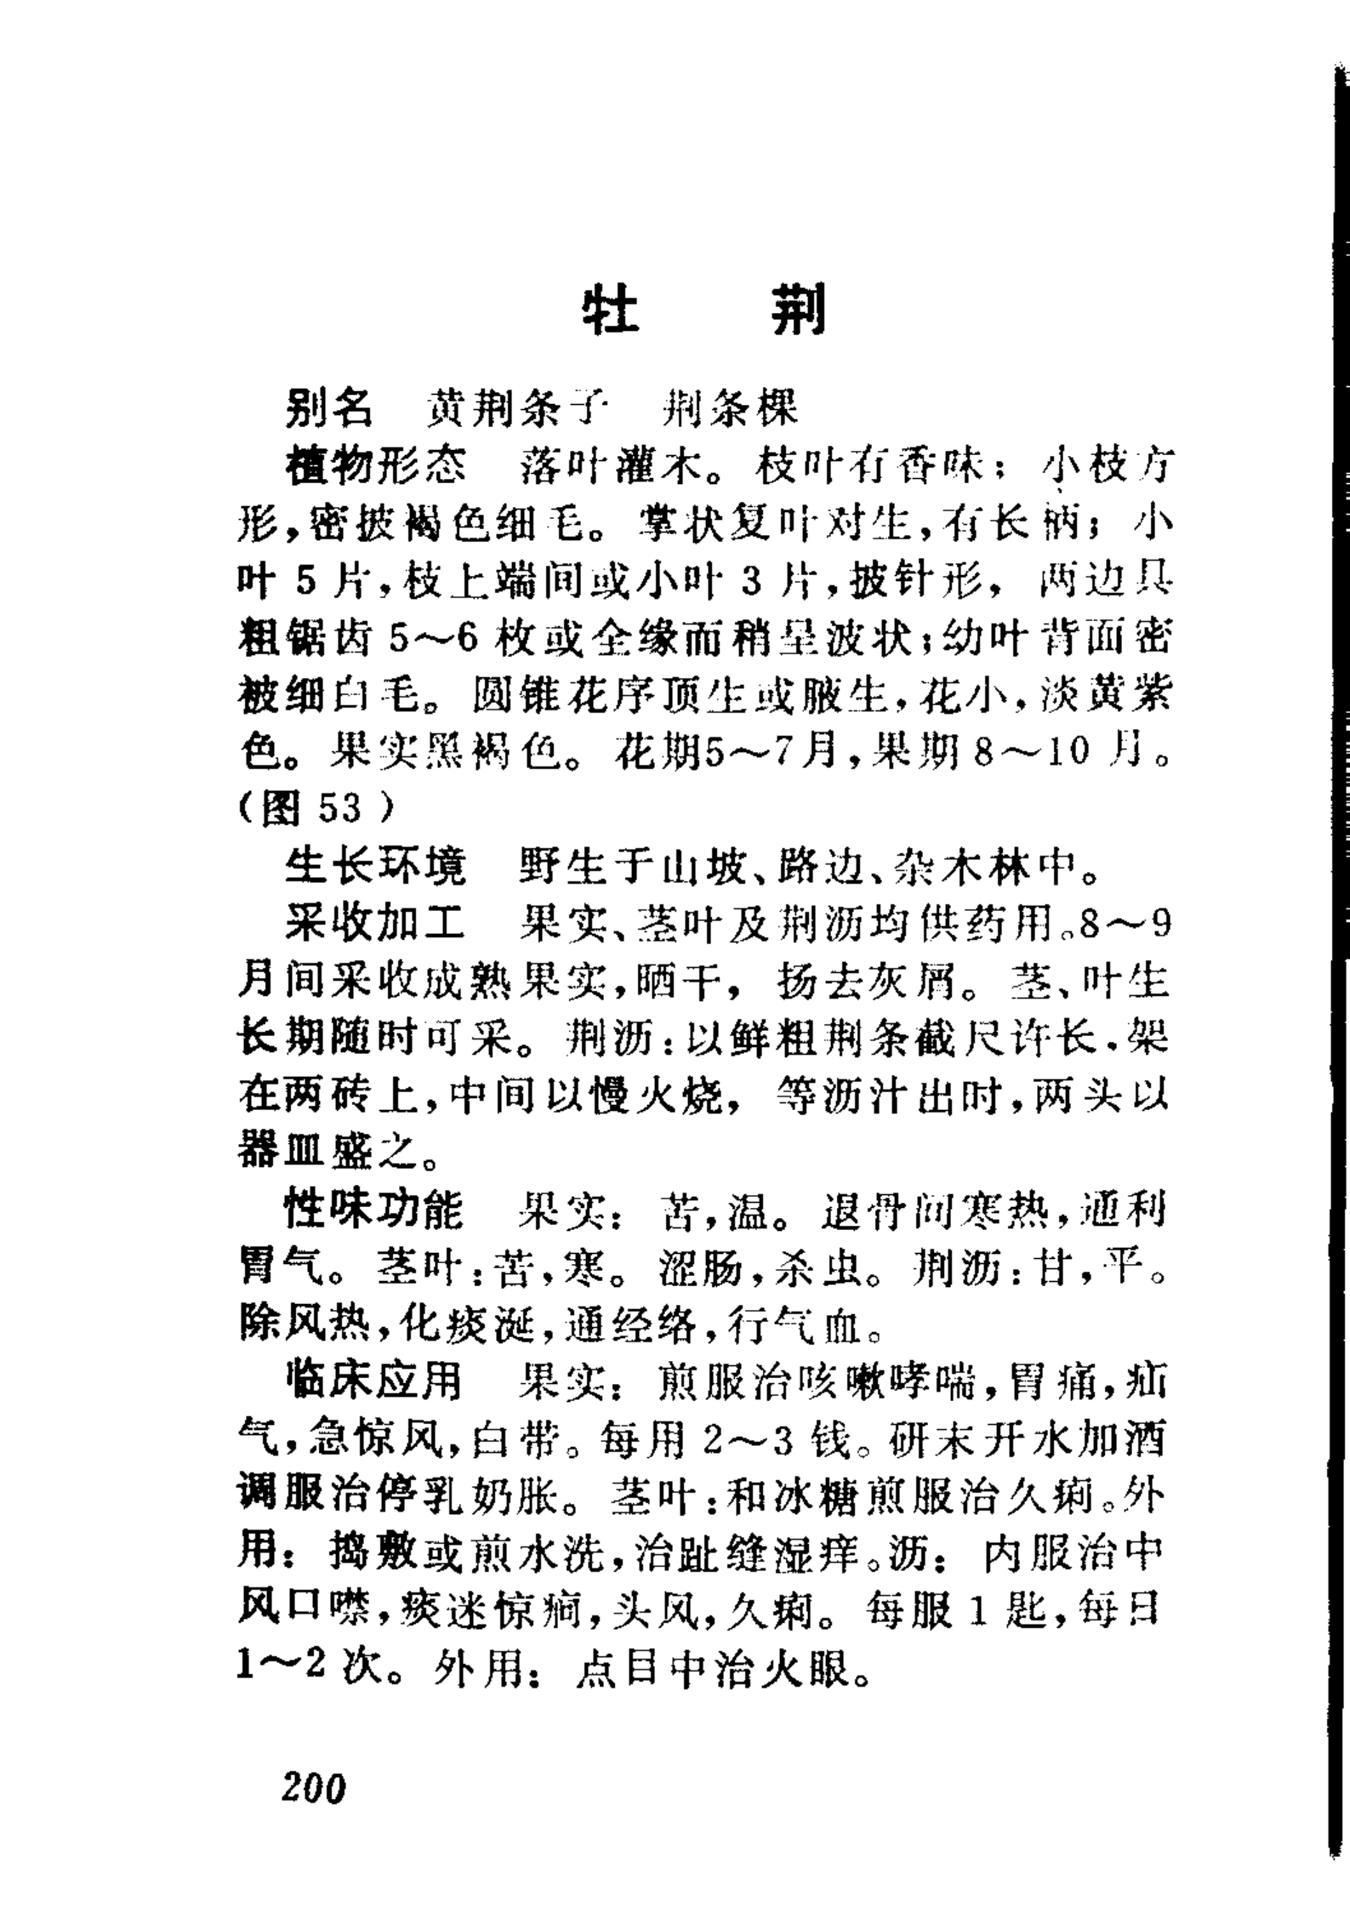 牡 荆
别名 黄荆条子 荆条棵
植物形态 落叶灌木。枝叶有香味；小枝方
形，密披褐色细毛。掌状复叶对生，有长柄；小
叶 5 片，枝上端间或小叶 3 片，披针形，两边具
粗锯齿 5～6 枚或全缘而稍呈波状；幼叶背面密
被细白毛。圆锥花序顶生或腋生，花小，淡黄紫
色。果实黑褐色。花期5～7月，果期 8～10 月。
（图 53）
生长环境 野生于山坡、路边、杂木林中。
采收加工 果实、茎叶及荆沥均供药用。8～9
月间采收成熟果实，晒干，扬去灰屑。茎、叶生
长期随时可采。荆沥：以鲜粗荆条截尺许长．架
在两砖上，中间以慢火烧，等沥汁出时，两头以
器皿盛之。
性味功能 果实：苦，温。退骨间寒热，通利
胃气。茎叶：苦，寒。涩肠，杀虫。荆沥：甘，平。
除风热，化痰涎，通经络，行气血。
临床应用 果实：煎服治咳嗽哮喘，胃痛，疝
气，急惊风，白带。每用 2～3 钱。研末开水加酒
调服治停乳奶胀。茎叶：和冰糖煎服治久痢。外
用：捣敷或煎水洗，治趾缝湿痒。沥：内服治中
风口噤，痰迷惊痫，头风，久痢。每服 1 匙，每日
1～2 次。外用：点目中治火眼。
200